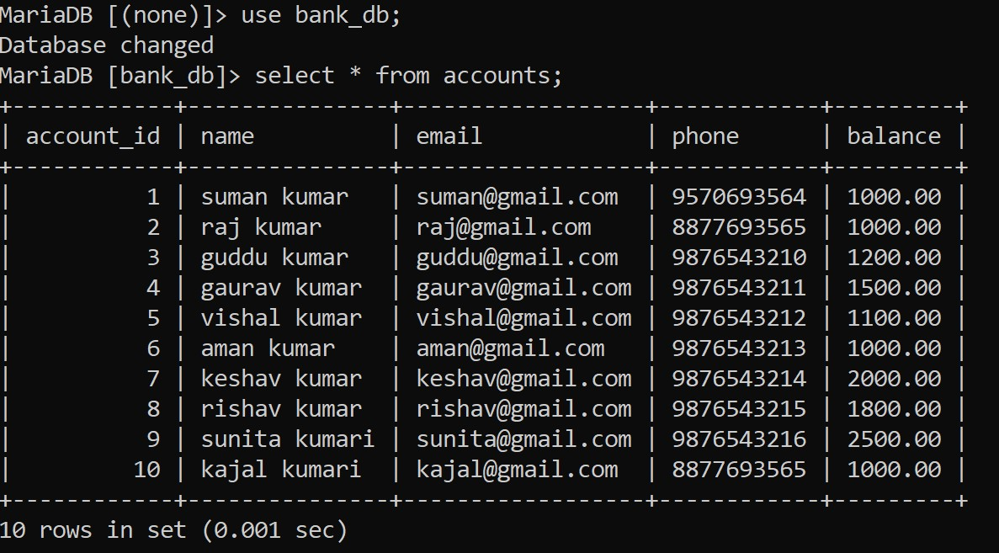 MariaDB [(none)]> use bank_db;
Database changed
MariaDB [bank_db]> select * from accounts;
+------------+---------------+------------------+------------+---------+
| account_id | name          | email            | phone      | balance |
+------------+---------------+------------------+------------+---------+
|          1 | suman kumar   | suman@gmail.com  | 9570693564 | 1000.00 |
|          2 | raj kumar     | raj@gmail.com    | 8877693565 | 1000.00 |
|          3 | guddu kumar   | guddu@gmail.com  | 9876543210 | 1200.00 |
|          4 | gaurav kumar  | gaurav@gmail.com | 9876543211 | 1500.00 |
|          5 | vishal kumar  | vishal@gmail.com | 9876543212 | 1100.00 |
|          6 | aman kumar    | aman@gmail.com   | 9876543213 | 1000.00 |
|          7 | keshav kumar  | keshav@gmail.com | 9876543214 | 2000.00 |
|          8 | rishav kumar  | rishav@gmail.com | 9876543215 | 1800.00 |
|          9 | sunita kumari | sunita@gmail.com | 9876543216 | 2500.00 |
|         10 | kajal kumari  | kajal@gmail.com  | 8877693565 | 1000.00 |
+------------+---------------+------------------+------------+---------+
10 rows in set (0.001 sec)